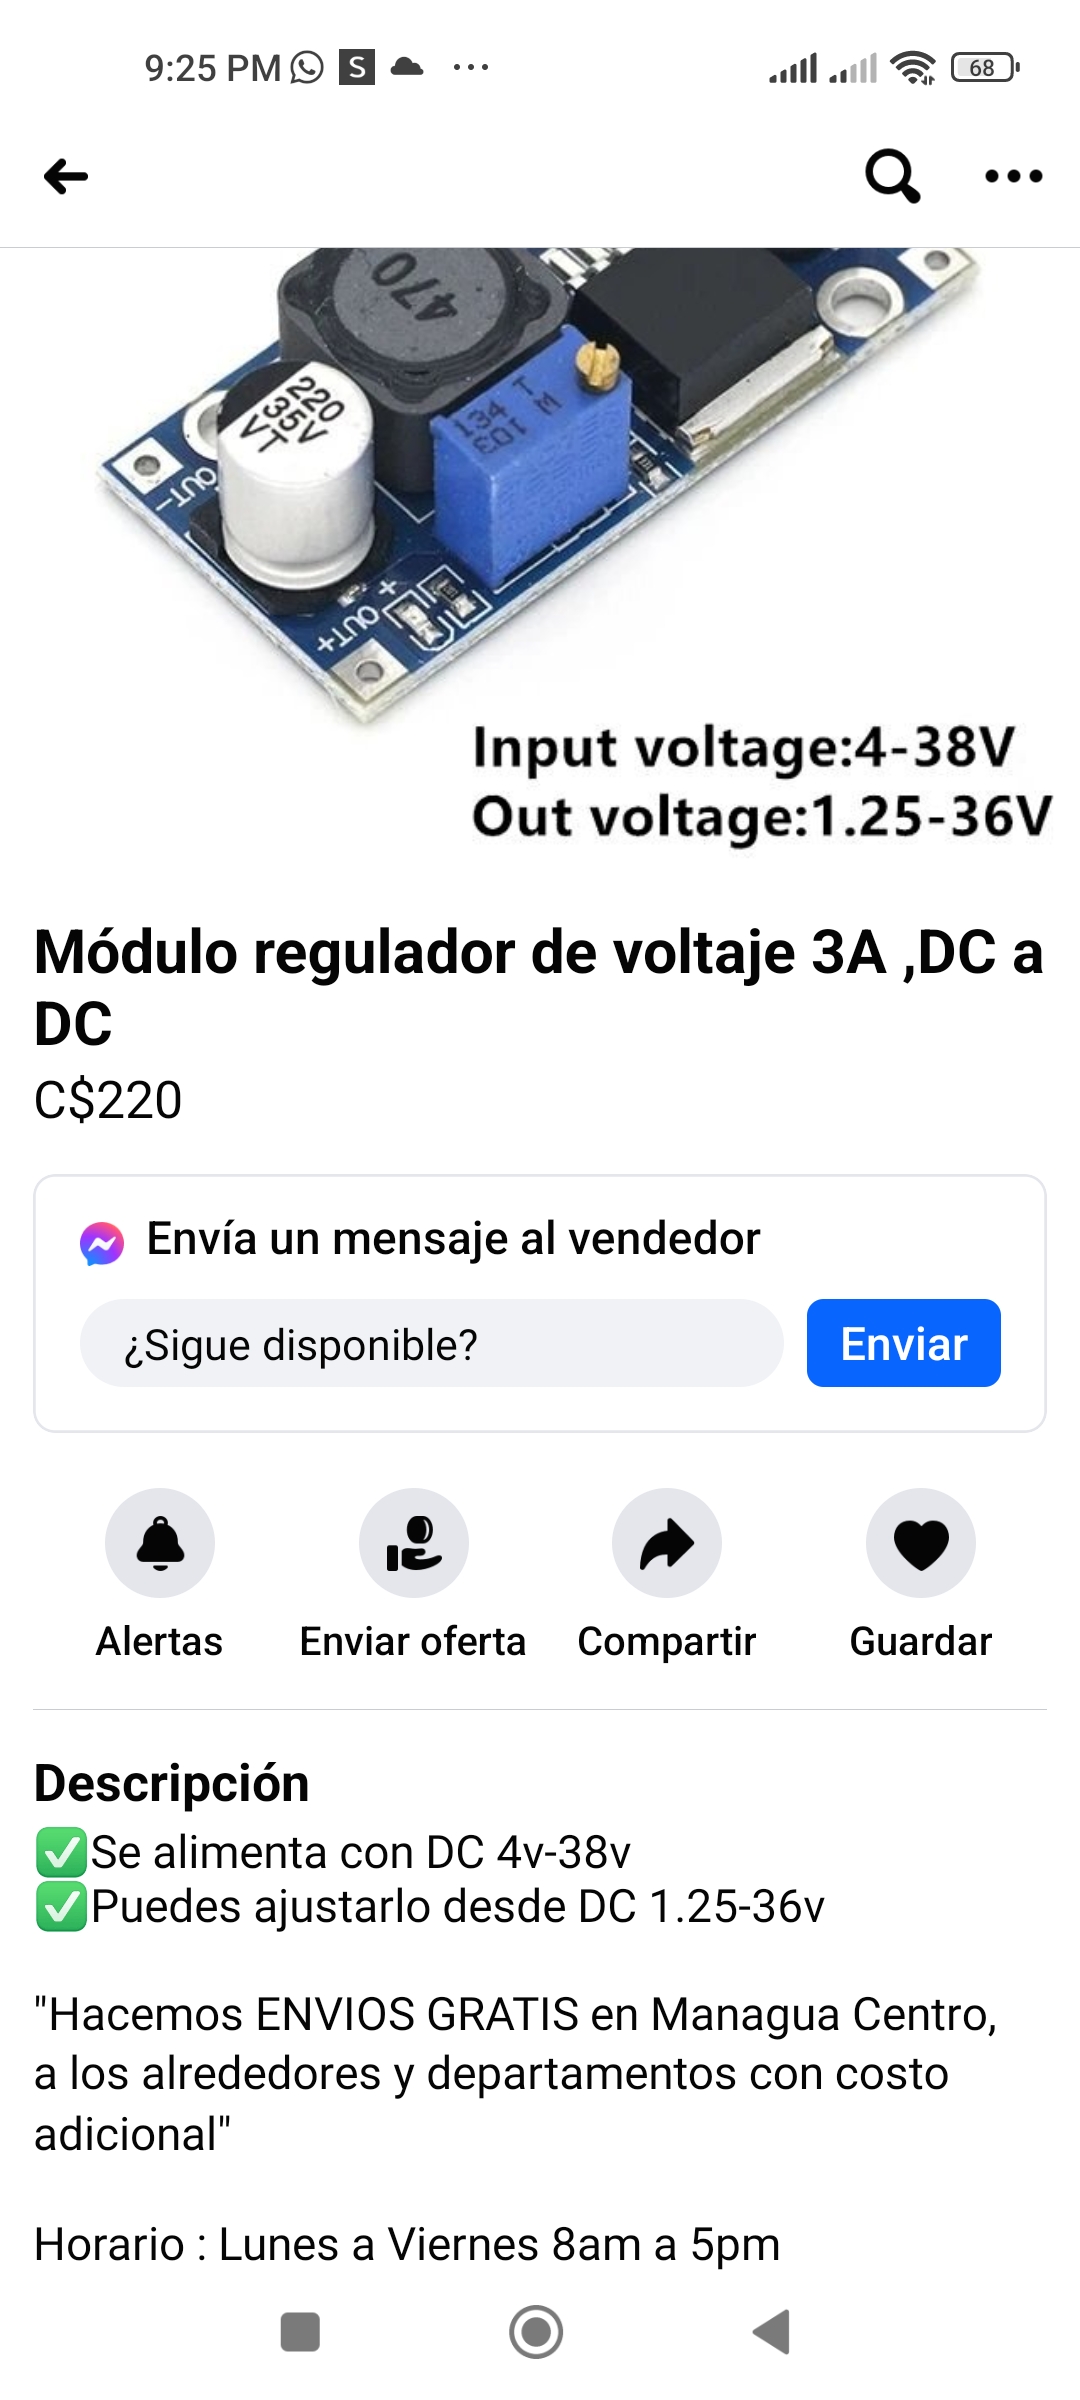 9:25 PM S ...
68
470
220
35V
VT
134 T
103 M
OUT-
+
OUT+
Input voltage:4-38V
Out voltage:1.25-36V
Módulo regulador de voltaje 3A ,DC a
DC
C$220
Envía un mensaje al vendedor
¿Sigue disponible?
Enviar
Alertas
Enviar oferta
Compartir
Guardar
Descripción
✅Se alimenta con DC 4v-38v
✅Puedes ajustarlo desde DC 1.25-36v
"Hacemos ENVIOS GRATIS en Managua Centro,
a los alrededores y departamentos con costo
adicional"
Horario : Lunes a Viernes 8am a 5pm